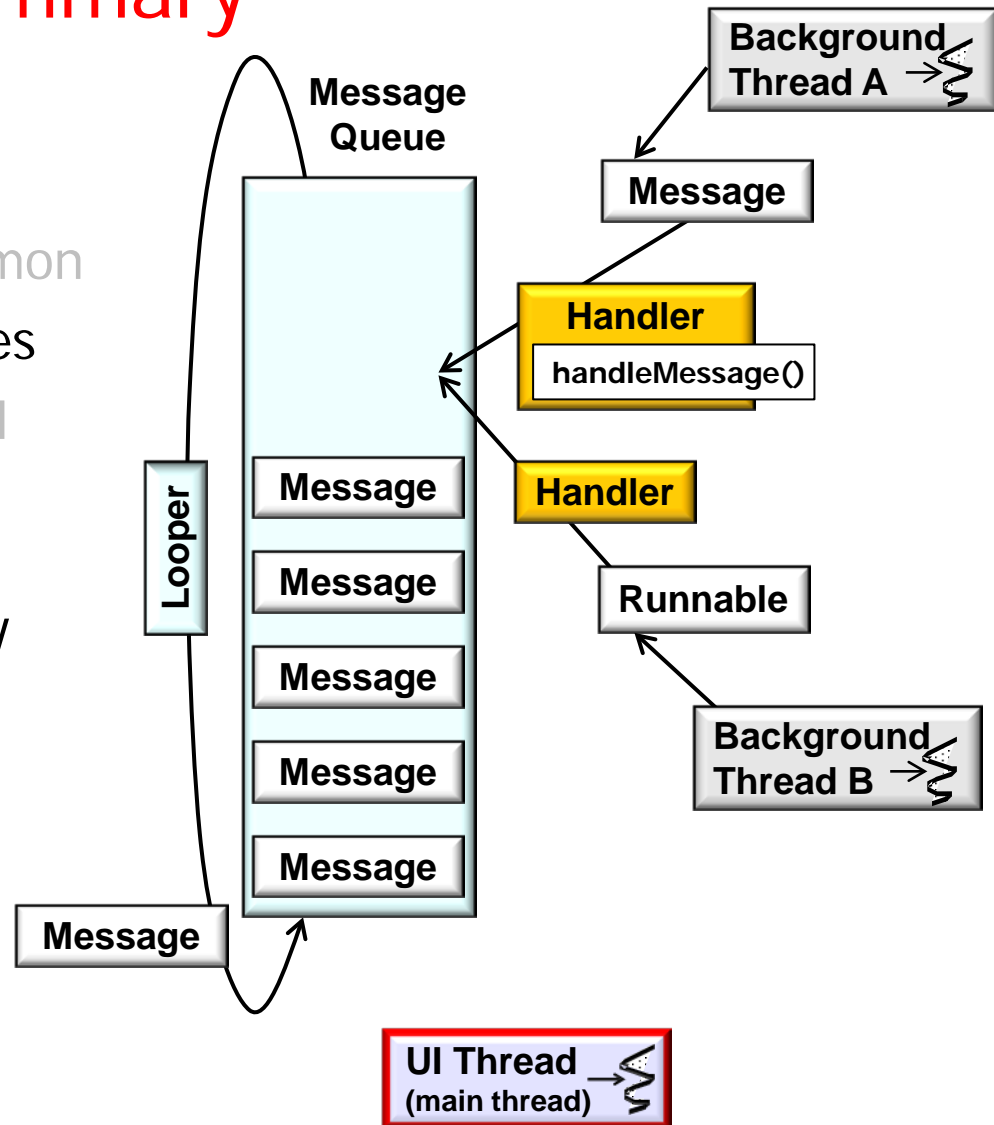 Background
Thread A
Message
Queue
Message
Handler
handleMessage()
Message
Handler
Looper
Message
Runnable
Message
Message
Background
Thread B
Message
Message
UI Thread
(main thread)